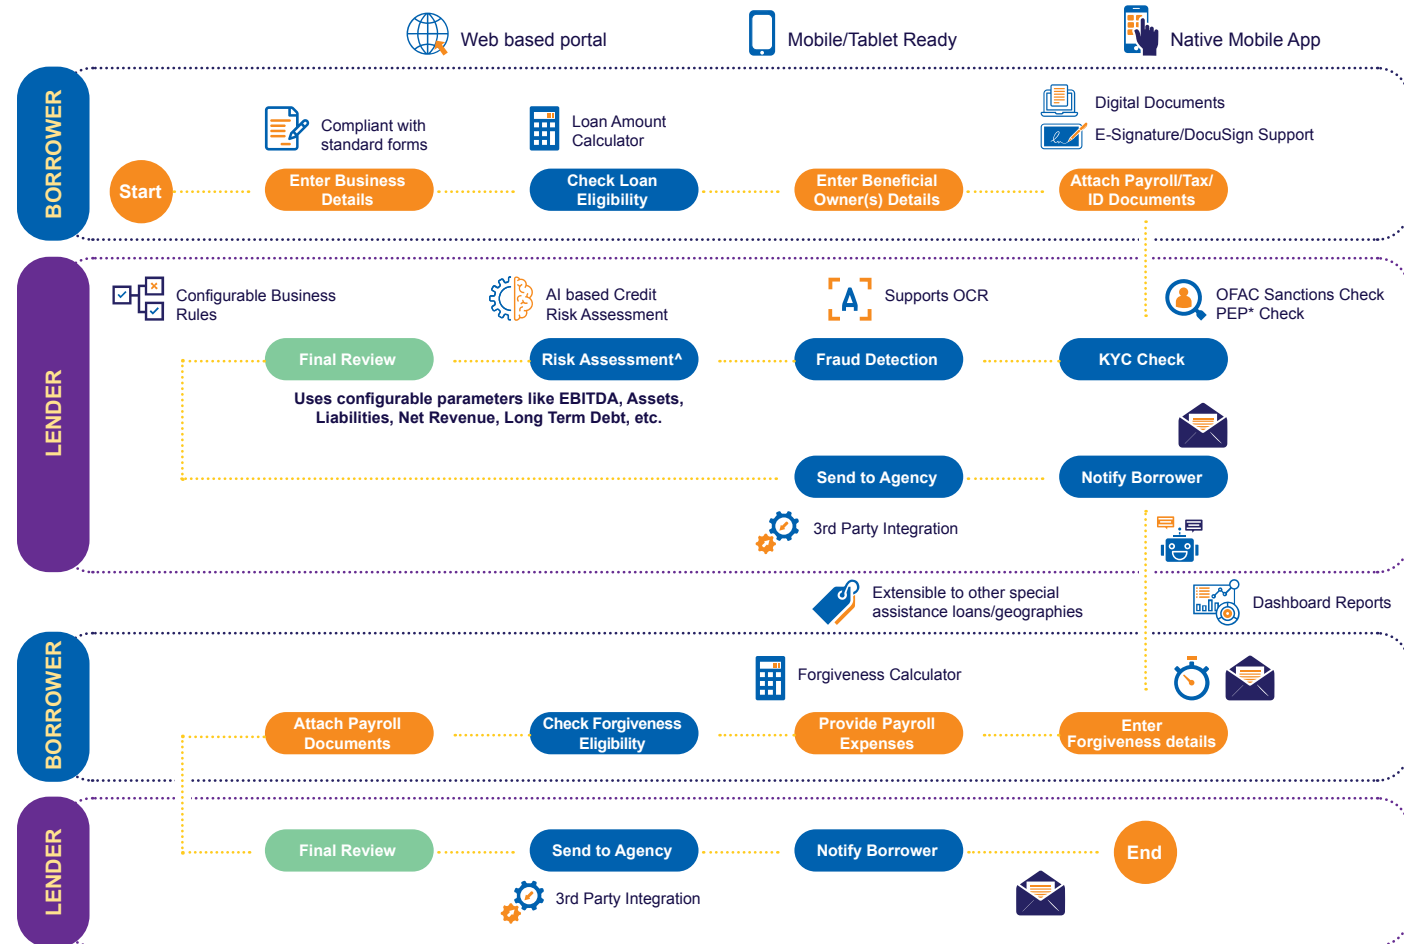 Web based portal
Mobile/Tablet Ready
Native Mobile App
BORROWER
Compliant with
standard forms
Loan Amount
Calculator
Digital Documents
E-Signature/DocuSign Support
Start
Enter Business
Details
Check Loan
Eligibility
Enter Beneficial
Owner(s) Details
Attach Payroll/Tax/
ID Documents
LENDER
Configurable Business
Rules
AI based Credit
Risk Assessment
A
Supports OCR
OFAC Sanctions Check
PEP* Check
Final Review
Risk Assessment^
Fraud Detection
KYC Check
Uses configurable parameters like EBITDA, Assets,
Liabilities, Net Revenue, Long Term Debt, etc.
Send to Agency
Notify Borrower
3rd Party Integration
Extensible to other special
assistance loans/geographies
Dashboard Reports
BORROWER
Forgiveness Calculator
Attach Payroll
Documents
Check Forgiveness
Eligibility
Provide Payroll
Expenses
Enter
Forgiveness details
LENDER
Final Review
Send to Agency
Notify Borrower
End
3rd Party Integration